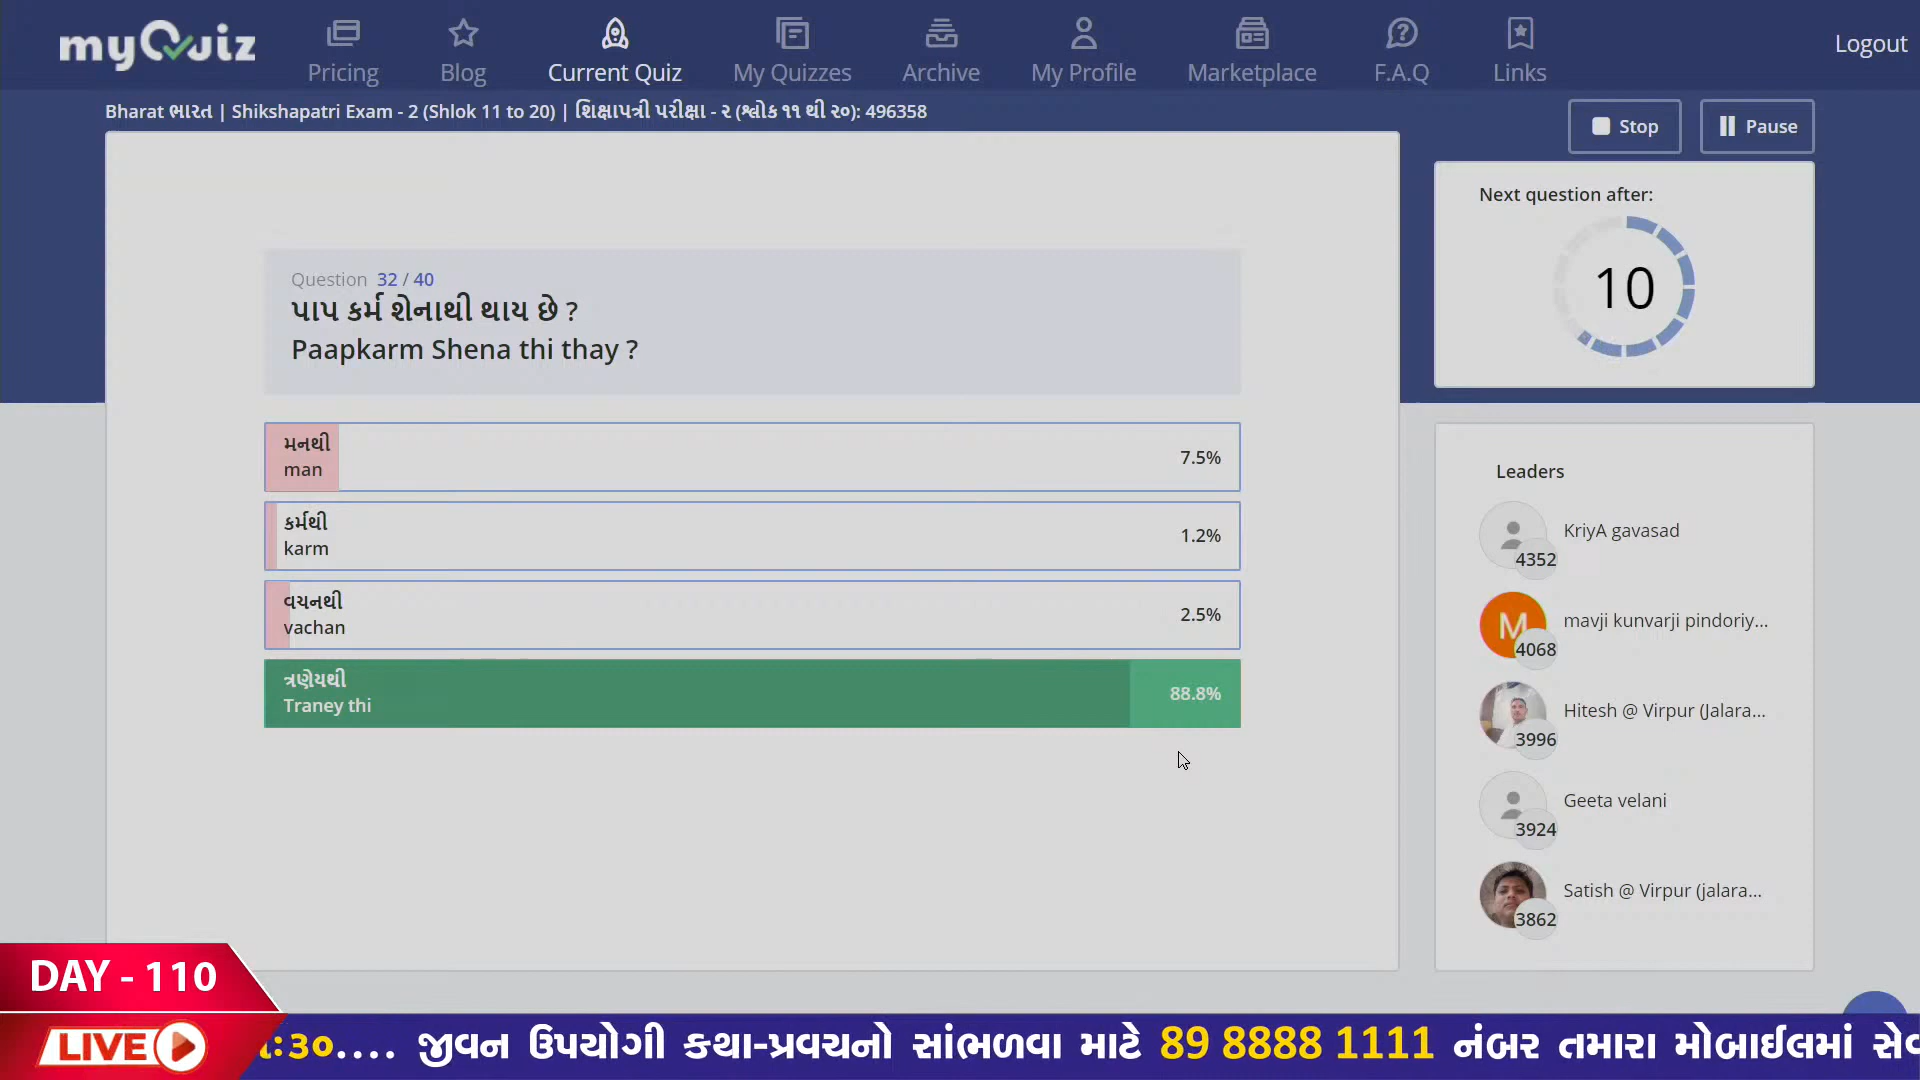 myQuiz
Pricing
Blog
Current Quiz
My Quizzes
Archive
My Profile
Marketplace
F.A.Q
Links
Logout
Bharat ભારત | Shikshapatri Exam - 2 (Shlok 11 to 20) | શિક્ષાપત્રી પરીક્ષા - ૨ (શ્લોક ૧૧ થી ૨૦): 496358
Stop
Pause
Next question after:
10
Question 32 / 40
પાપ કર્મ શેનાથી થાય છે ?
Paapkarm Shena thi thay ?
મનથી
man
7.5%
કર્મથી
karm
1.2%
વચનથી
vachan
2.5%
ત્રણેયથી
Traney thi
88.8%
Leaders
KriyA gavasad
4352
M
mavji kunvarji pindoriy...
4068
Hitesh @ Virpur (Jalara...
3996
Geeta velani
3924
Satish @ Virpur (jalara...
3862
DAY - 110
LIVE
:30.... જીવન ઉપયોગી કથા-પ્રવચનો સાંભળવા માટે 89 8888 1111 નંબર તમારા મોબાઈલમાં સે